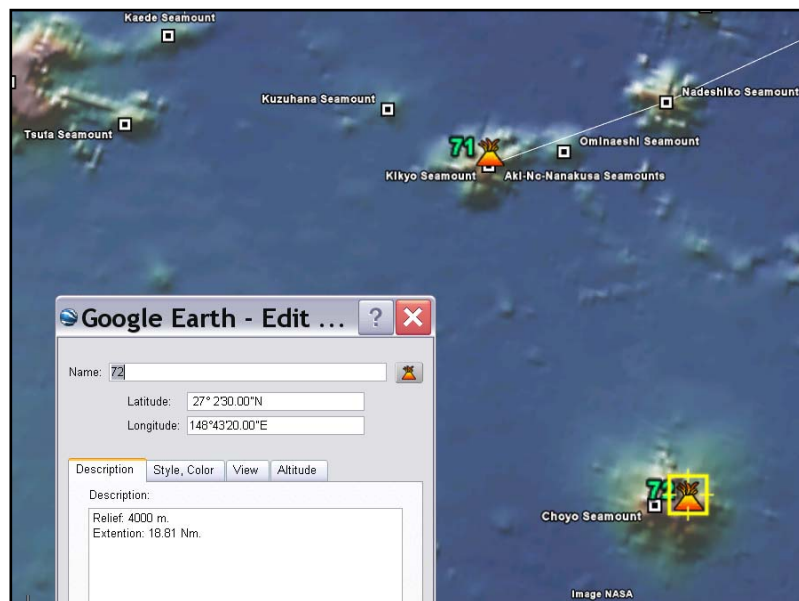 Kaede Seamount
Tsuta Seamount
Kuzuhana Seamount
Nadeshiko Seamount
71
Ominaeshi Seamount
Kikyo Seamount
Aki-No-Nanakusa Seamounts
Google Earth - Edit ...
?
Name: 72
Latitude: 27° 2'30.00"N
Longitude: 148°43'20.00"E
Description
Style, Color
View
Altitude
Description:
Relief: 4000 m.
Extention: 18.81 Nm.
72
Choyo Seamount
Image NASA